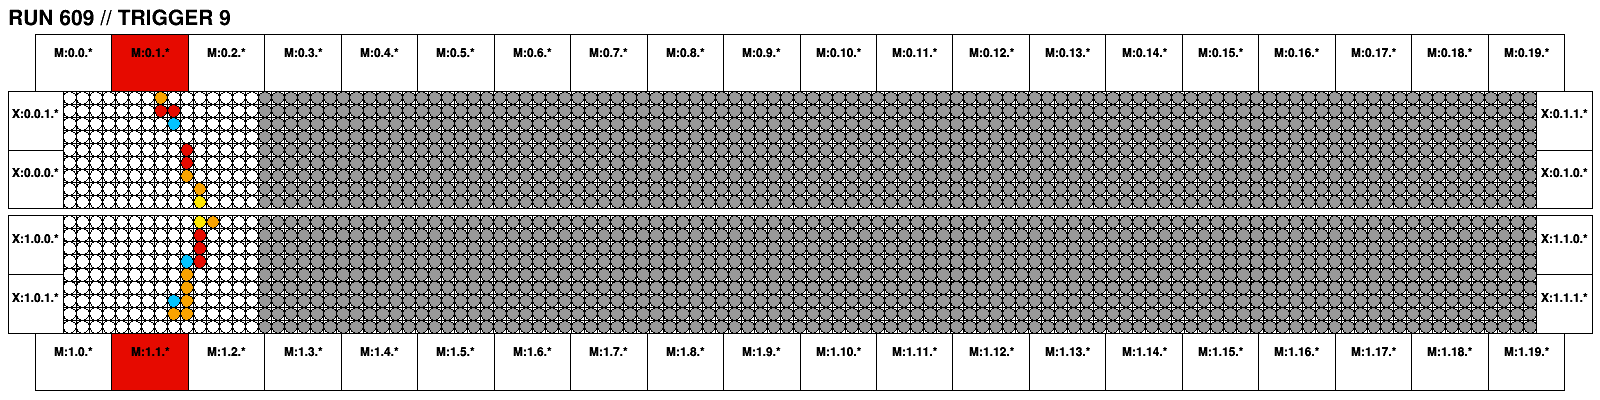 RUN 609 // TRIGGER 9
M:0.0.* M:0.1.* M:0.2.* M:0.3.* M:0.4.* M:0.5.* M:0.6.* M:0.7.* M:0.8.* M:0.9.* M:0.10.* M:0.11.* M:0.12.* M:0.13.* M:0.14.* M:0.15.* M:0.16.* M:0.17.* M:0.18.* M:0.19.*
X:0.0.1.* X:0.1.1.*
X:0.0.0.* X:0.1.0.*
X:1.0.0.* X:1.1.0.*
X:1.0.1.* X:1.1.1.*
M:1.0.* M:1.1.* M:1.2.* M:1.3.* M:1.4.* M:1.5.* M:1.6.* M:1.7.* M:1.8.* M:1.9.* M:1.10.* M:1.11.* M:1.12.* M:1.13.* M:1.14.* M:1.15.* M:1.16.* M:1.17.* M:1.18.* M:1.19.*